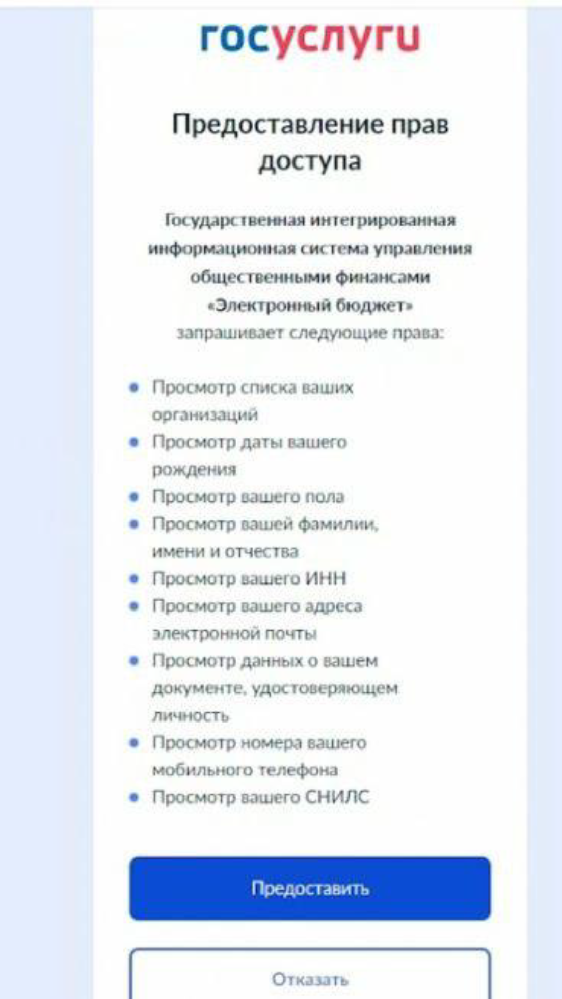 госуслуги
Предоставление прав
доступа
Государственная интегрированная
информационная система управления
общественными финансами
«Электронный бюджет»
запрашивает следующие права:
Просмотр списка ваших
организаций
Просмотр даты вашего
рождения
Просмотр вашего пола
Просмотр вашей фамилии,
имени и отчества
Просмотр вашего ИНН
Просмотр вашего адреса
электронной почты
Просмотр данных о вашем
документе, удостоверяющем
личность
Просмотр номера вашего
мобильного телефона
Просмотр вашего СНИЛС
Предоставить
Отказать